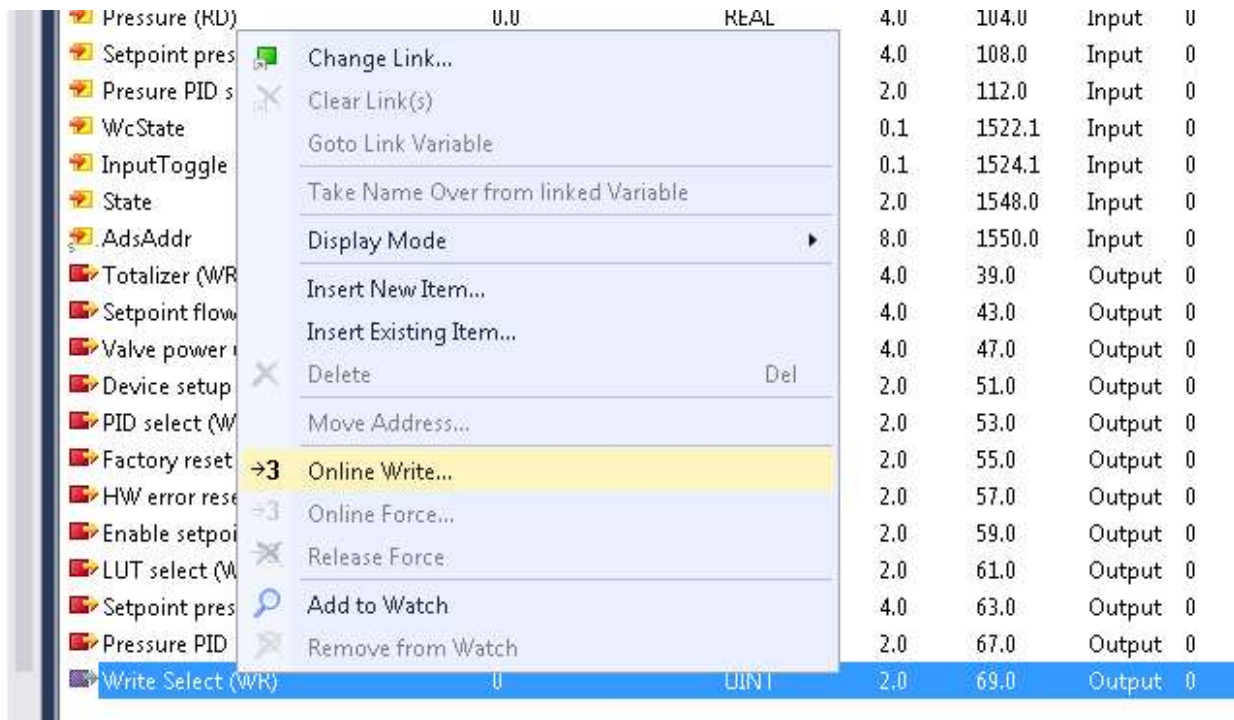 Pressure (RD) 0.0 REAL 4.0 104.0 Input 0
Setpoint pres 4.0 108.0 Input 0
Change Link...
Presure PID s 2.0 112.0 Input 0
Clear Link(s)
WcState 0.1 1522.1 Input 0
Goto Link Variable
InputToggle 0.1 1524.1 Input 0
Take Name Over from linked Variable
State 2.0 1548.0 Input 0
AdsAddr 8.0 1550.0 Input 0
Display Mode
Totalizer (WR 4.0 39.0 Output 0
Insert New Item...
Setpoint flow 4.0 43.0 Output 0
Insert Existing Item...
Valve power 4.0 47.0 Output 0
Delete Del
Device setup 2.0 51.0 Output 0
PID select (W 2.0 53.0 Output 0
Move Address...
Factory reset 2.0 55.0 Output 0
→3 Online Write...
HW error rese 2.0 57.0 Output 0
→3 Online Force...
Enable setpoi 2.0 59.0 Output 0
Release Force
LUT select (W 2.0 61.0 Output 0
Setpoint pres 4.0 63.0 Output 0
Add to Watch
Pressure PID 2.0 67.0 Output 0
Remove from Watch
Write Select (WR) 0 UINT 2.0 69.0 Output 0